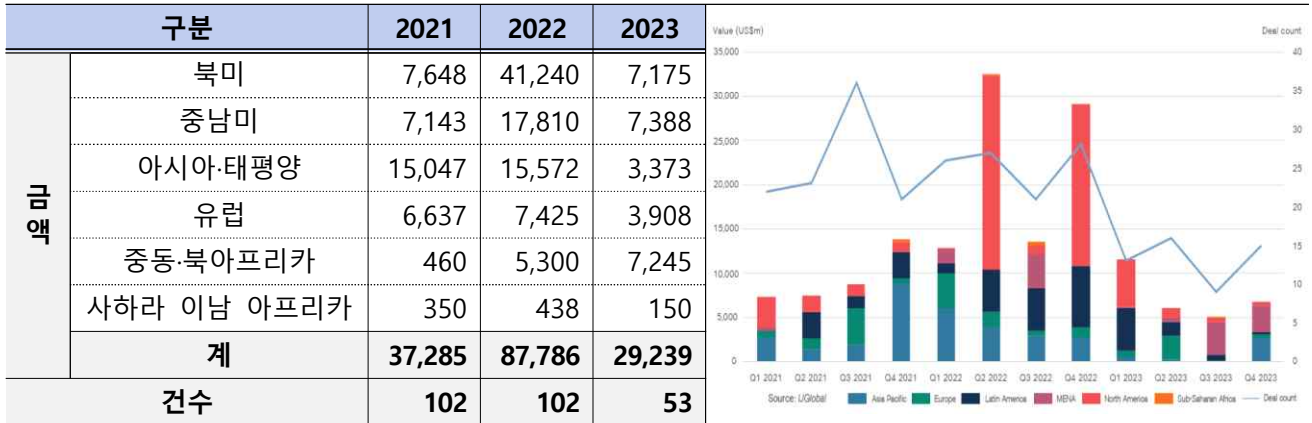 구분 2021 2022 2023
금액
북미 7,648 41,240 7,175
중남미 7,143 17,810 7,388
아시아·태평양 15,047 15,572 3,373
유럽 6,637 7,425 3,908
중동·북아프리카 460 5,300 7,245
사하라 이남 아프리카 350 438 150
계 37,285 87,786 29,239
건수 102 102 53
Value (US$m) Deal count
35,000 40
30,000 35
25,000 30
20,000 25
15,000 20
10,000 15
5,000 10
0 5
0
Q1 2021 Q2 2021 Q3 2021 Q4 2021 Q1 2022 Q2 2022 Q3 2022 Q4 2022 Q1 2023 Q2 2023 Q3 2023 Q4 2023
Source: IJGlobal Asia Pacific Europe Latin America MENA North America Sub-Saharan Africa Deal count